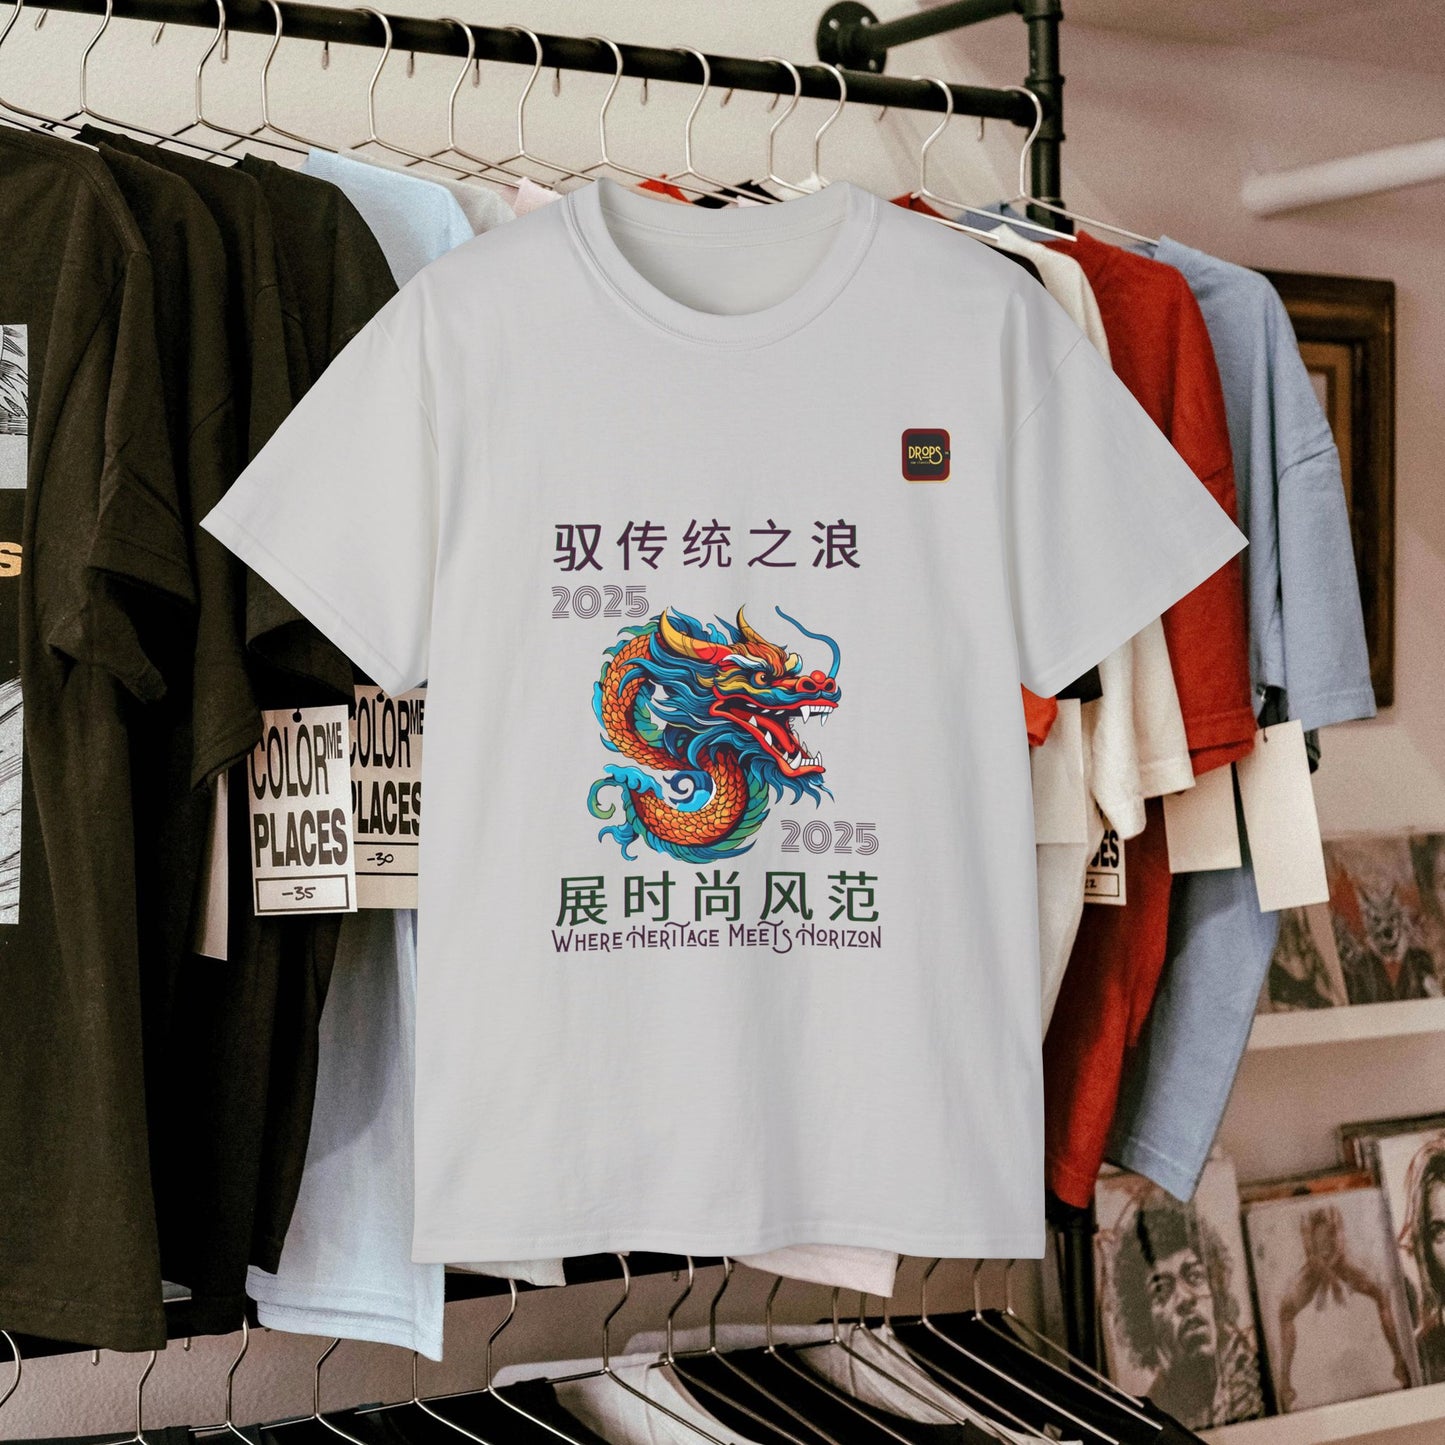 DROPS
驭传统之浪
2025
2025
展时尚风范
WHERE HERITAGE MEETS HORIZON
COLOR ME
PLACES
-35
COLOR ME
PLACES
-30